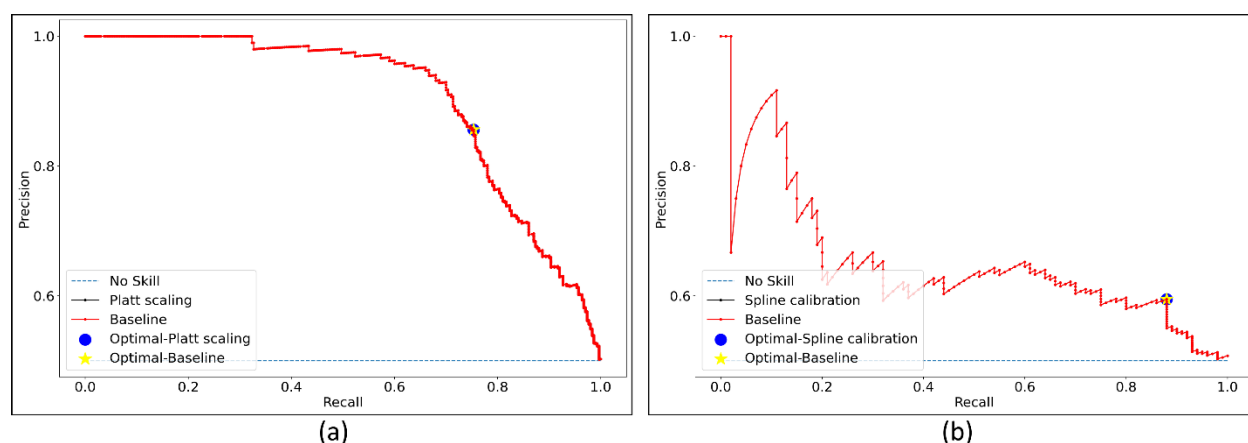 1.0
0.8
0.6
Precision
No Skill
Platt scaling
Baseline
Optimal-Platt scaling
Optimal-Baseline
0.0 0.2 0.4 0.6 0.8 1.0
Recall
(a)
1.0
0.8
0.6
Precision
No Skill
Spline calibration
Baseline
Optimal-Spline calibration
Optimal-Baseline
0.0 0.2 0.4 0.6 0.8 1.0
Recall
(b)